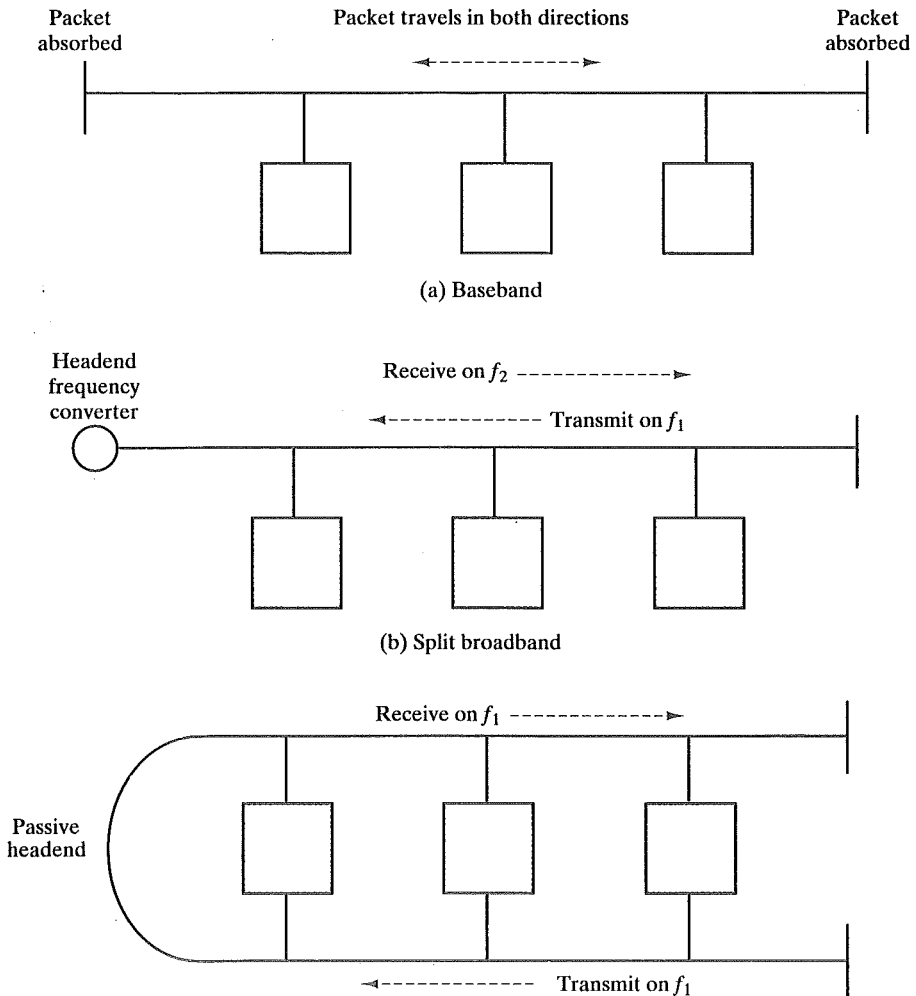 Packet
absorbed
Packet travels in both directions
Packet
absorbed
(a) Baseband
Headend
frequency
converter
Receive on f₂
Transmit on f₁
(b) Split broadband
Receive on f₁
Passive
headend
Transmit on f₁